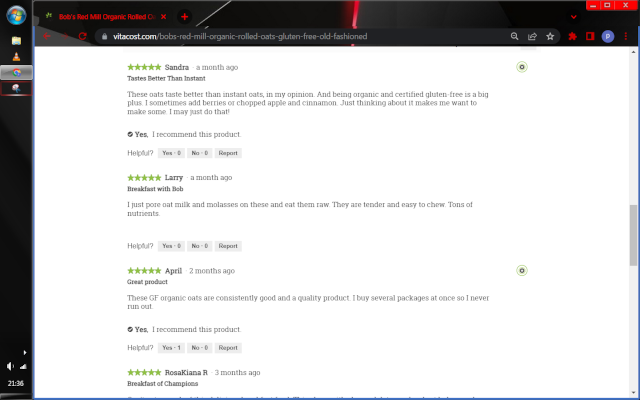 Bob's Red Mill Organic Rolled O
vitacost.com/bobs-red-mill-organic-rolled-oats-gluten-free-old-fashioned
p
Sandra · a month ago
Tastes Better Than Instant
These oats taste better than instant oats, in my opinion. And being organic and certified gluten-free is a big
plus. I sometimes add berries or chopped apple and cinnamon. Just thinking about it makes me want to
make some. I may just do that!
Yes, I recommend this product.
Helpful? Yes · 0 No · 0 Report
Larry · a month ago
Breakfast with Bob
I just pore oat milk and molasses on these and eat them raw. They are tender and easy to chew. Tons of
nutrients.
Helpful? Yes · 0 No · 0 Report
April · 2 months ago
Great product
These GF organic oats are consistently good and a quality product. I buy several packages at once so I never
run out.
Yes, I recommend this product.
Helpful? Yes · 1 No · 0 Report
RosaKiana R · 3 months ago
Breakfast of Champions
21:36